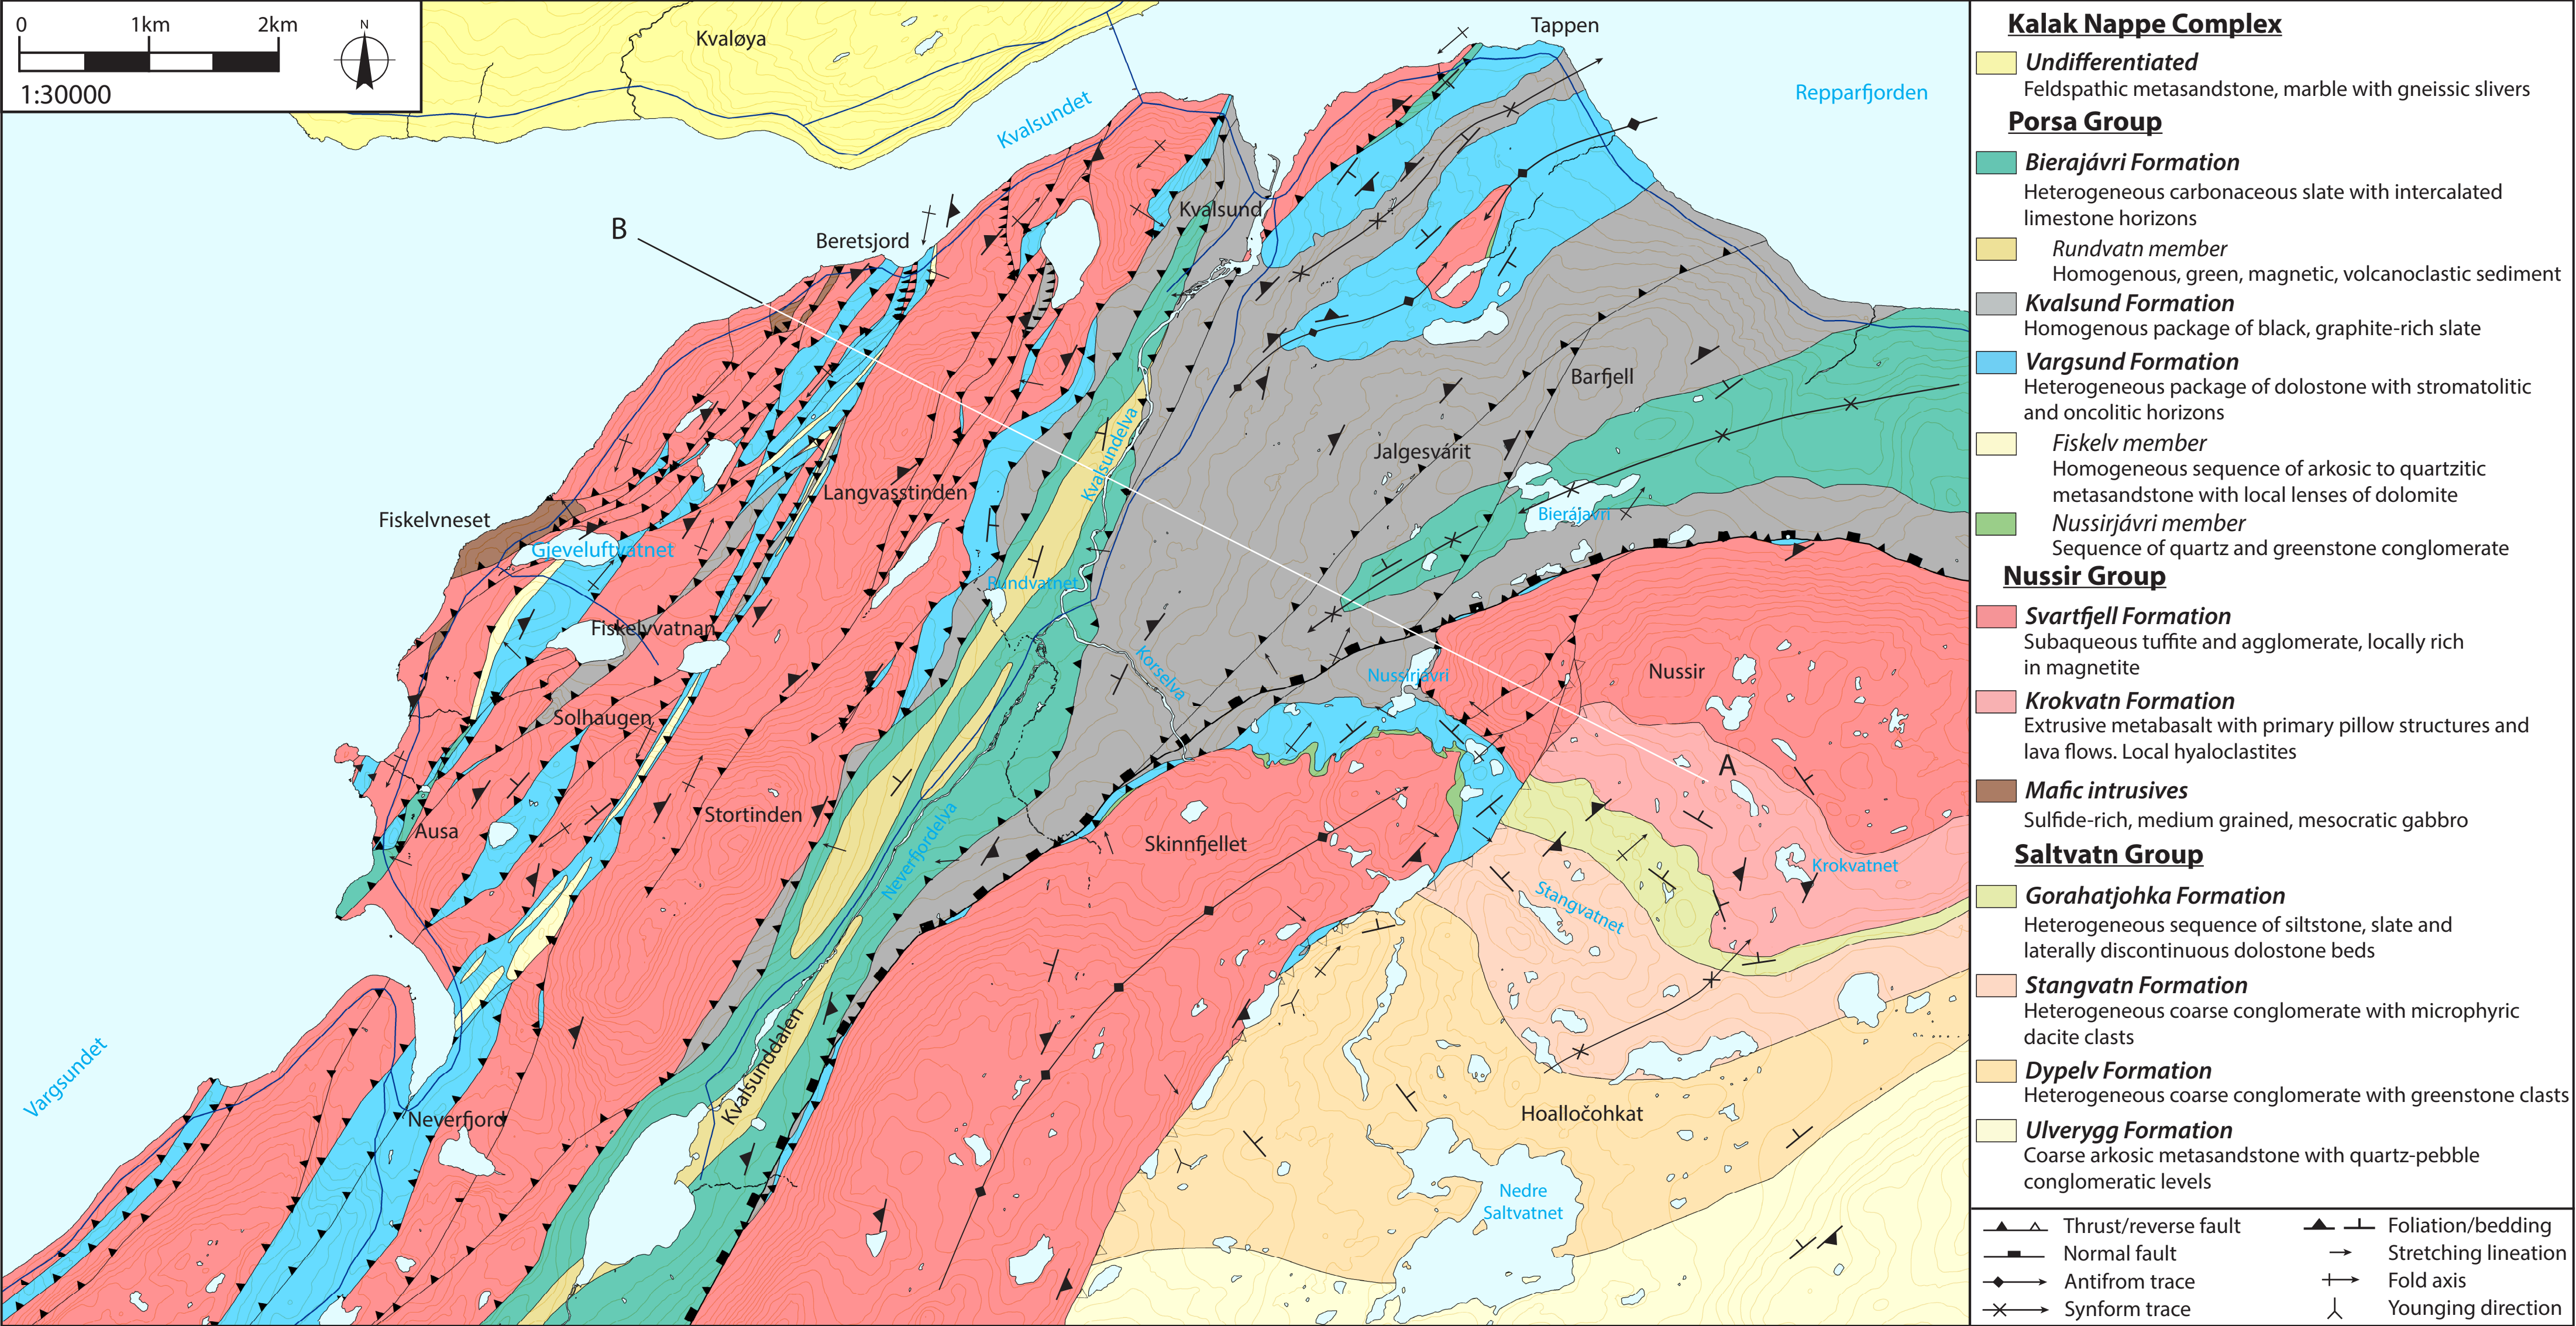 0 1km 2km
N
1:30000
Kvaløya
Tappen
Kvalsundet
Repparfjorden
B
Beretsjord
Kvalsund
Barfjell
Jalgesvárit
Kvalsundelva
Langvasstinden
Fiskelvneset
Gjeveluftvatnet
Bierájavri
Rundvatnet
Fiskelvvatnan
Korselva
Nussirjávri
Nussir
Solhaugen
A
Stortinden
Ausa
Skinnfjellet
Neverfjordelva
Krokvatnet
Stangvatnet
Kvalsunddalen
Vargsundet
Neverfjord
Hoalločohkat
Nedre
Saltvatnet
Kalak Nappe Complex
Undifferentiated
Feldspathic metasandstone, marble with gneissic slivers
Porsa Group
Bierajávri Formation
Heterogeneous carbonaceous slate with intercalated
limestone horizons
Rundvatn member
Homogenous, green, magnetic, volcanoclastic sediment
Kvalsund Formation
Homogenous package of black, graphite-rich slate
Vargsund Formation
Heterogeneous package of dolostone with stromatolitic
and oncolitic horizons
Fiskelv member
Homogeneous sequence of arkosic to quartzitic
metasandstone with local lenses of dolomite
Nussirjávri member
Sequence of quartz and greenstone conglomerate
Nussir Group
Svartfjell Formation
Subaqueous tuffite and agglomerate, locally rich
in magnetite
Krokvatn Formation
Extrusive metabasalt with primary pillow structures and
lava flows. Local hyaloclastites
Mafic intrusives
Sulfide-rich, medium grained, mesocratic gabbro
Saltvatn Group
Gorahatjohka Formation
Heterogeneous sequence of siltstone, slate and
laterally discontinuous dolostone beds
Stangvatn Formation
Heterogeneous coarse conglomerate with microphyric
dacite clasts
Dypelv Formation
Heterogeneous coarse conglomerate with greenstone clasts
Ulverygg Formation
Coarse arkosic metasandstone with quartz-pebble
conglomeratic levels
Thrust/reverse fault
Normal fault
Antifrom trace
Synform trace
Foliation/bedding
Stretching lineation
Fold axis
Younging direction